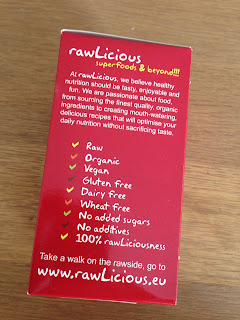 rawLicious
superfoods & beyond!!!
At rawLicious, we believe healthy
nutrition should be tasty, enjoyable and
fun. We are passionate about food,
from sourcing the finest quality, organic
ingredients to creating mouth-watering,
delicious recipes that will optimise your
daily nutrition without sacrificing taste.
Raw
Organic
Vegan
Gluten free
Dairy free
Wheat free
No added sugars
No additives
100% rawLiciousness
Take a walk on the rawside, go to
www.rawLicious.eu